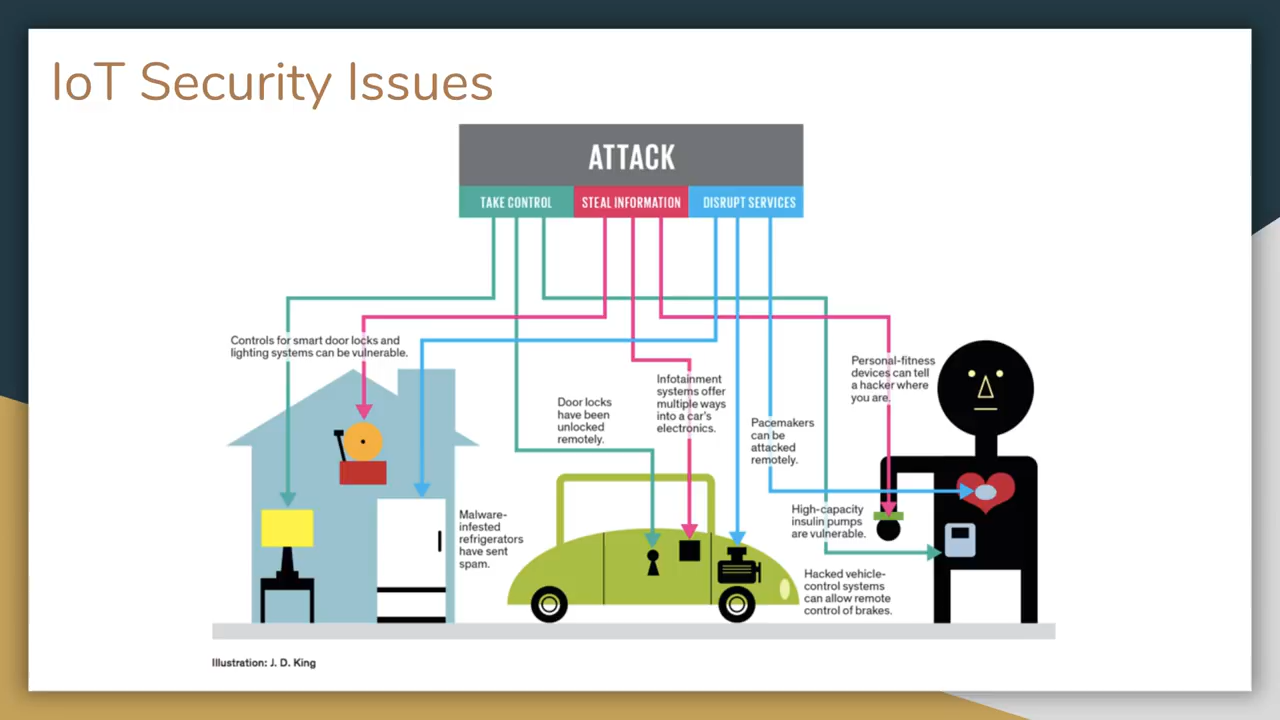 IoT Security Issues
ATTACK
TAKE CONTROL
STEAL INFORMATION
DISRUPT SERVICES
Controls for smart door locks and
lighting systems can be vulnerable.
Door locks
have been
unlocked
remotely.
Infotainment
systems offer
multiple ways
into a car's
electronics.
Pacemakers
can be
attacked
remotely.
Personal-fitness
devices can tell
a hacker where
you are.
Malware-
infested
refrigerators
have sent
spam.
High-capacity
insulin pumps
are vulnerable.
Hacked vehicle-
control systems
can allow remote
control of brakes.
Illustration: J. D. King